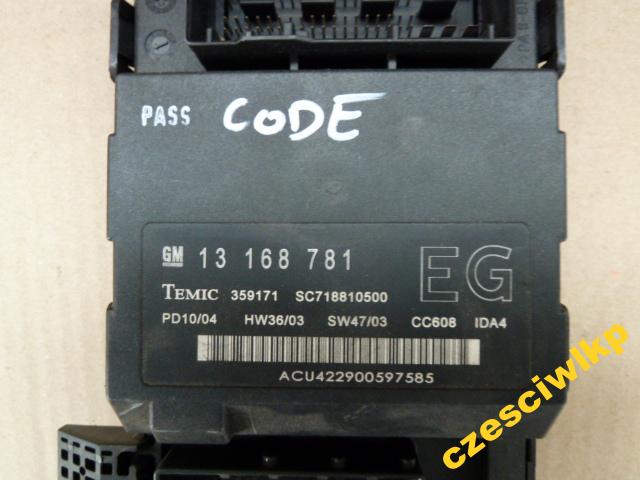 PASS CODE
GM 13 168 781 EG
TEMIC 359171 SC718810500
PD10/04 HW36/03 SW47/03 CC608 IDA4
ACU422900597585
czesciwlkp